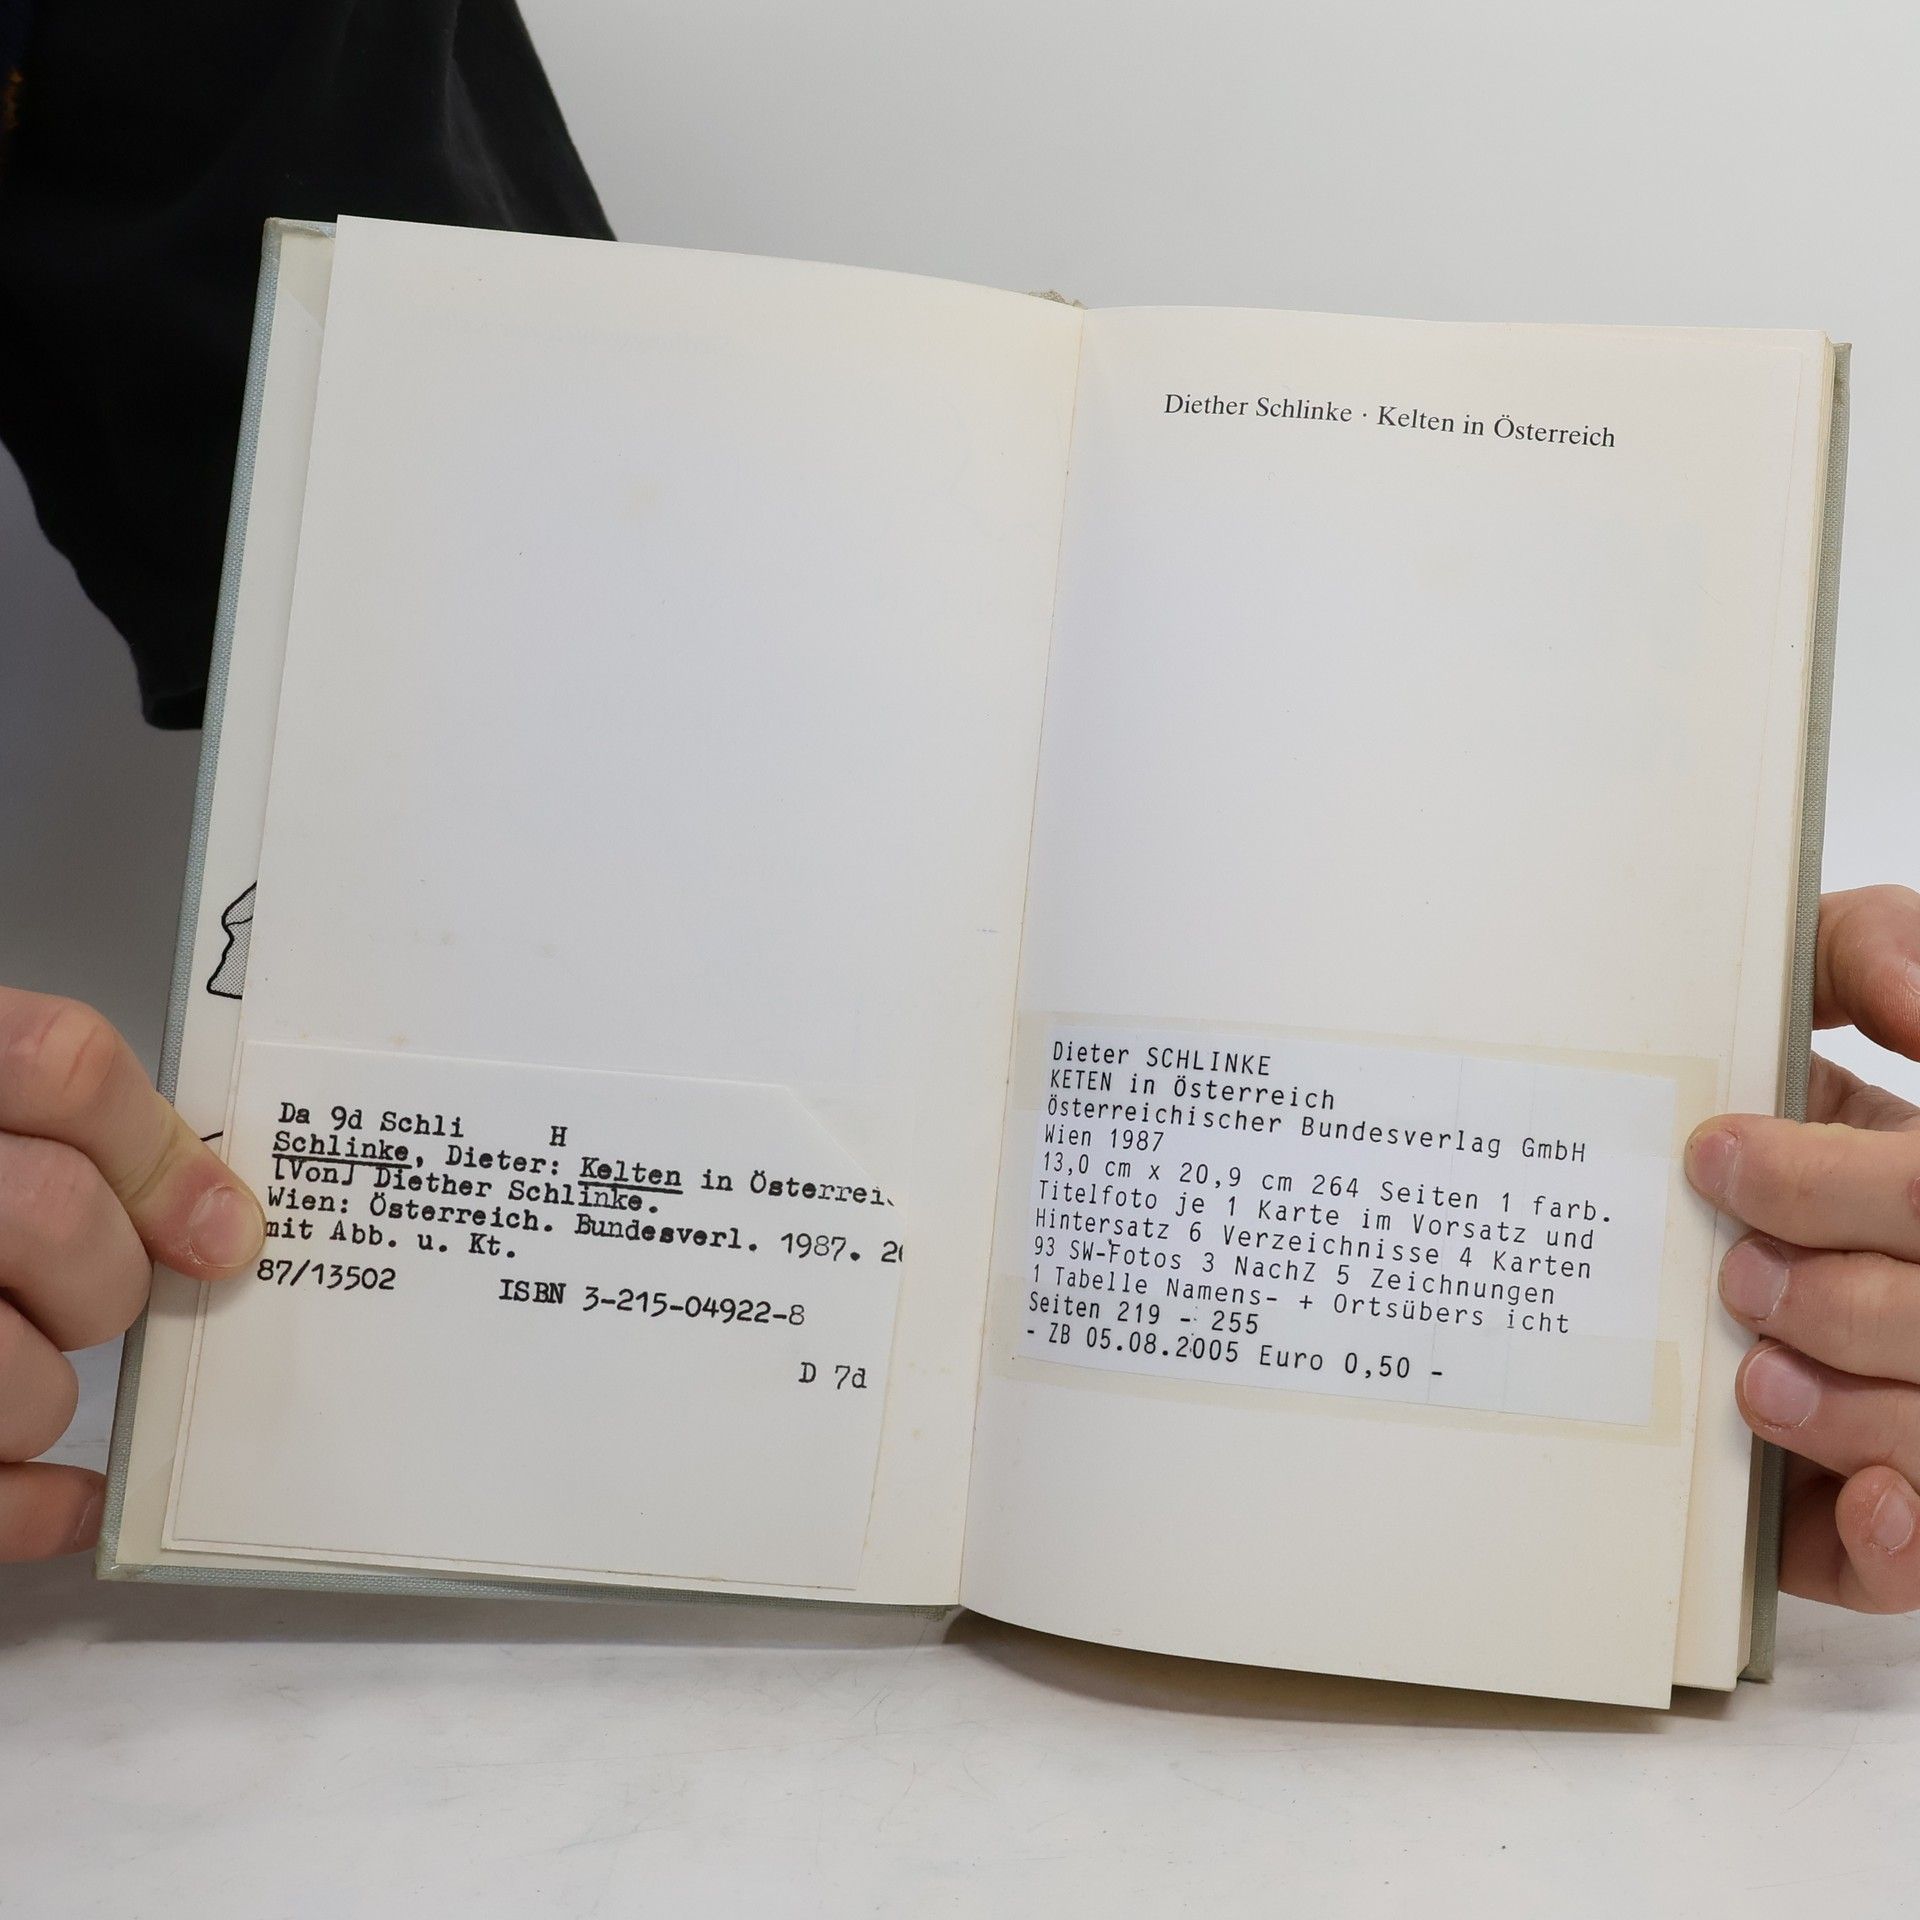 Da 9d Schli H
Schlinke, Dieter: Kelten in Österrei
[Von] Diether Schlinke.
Wien: Österreich. Bundesverl. 1987.
mit Abb. u. Kt.
87/13502 ISBN 3-215-04922-8
D 7d
Diether Schlinke · Kelten in Österreich
Dieter SCHLINKE
KETEN in Österreich
Österreichischer Bundesverlag GmbH
Wien 1987
13,0 cm x 20,9 cm 264 Seiten 1 farb.
Titelfoto je 1 Karte im Vorsatz und
Hintersatz 6 Verzeichnisse 4 Karten
93 SW-Fotos 3 NachZ 5 Zeichnungen
1 Tabelle Namens- + Ortsübers icht
Seiten 219 - 255
- ZB 05.08.2005 Euro 0,50 -